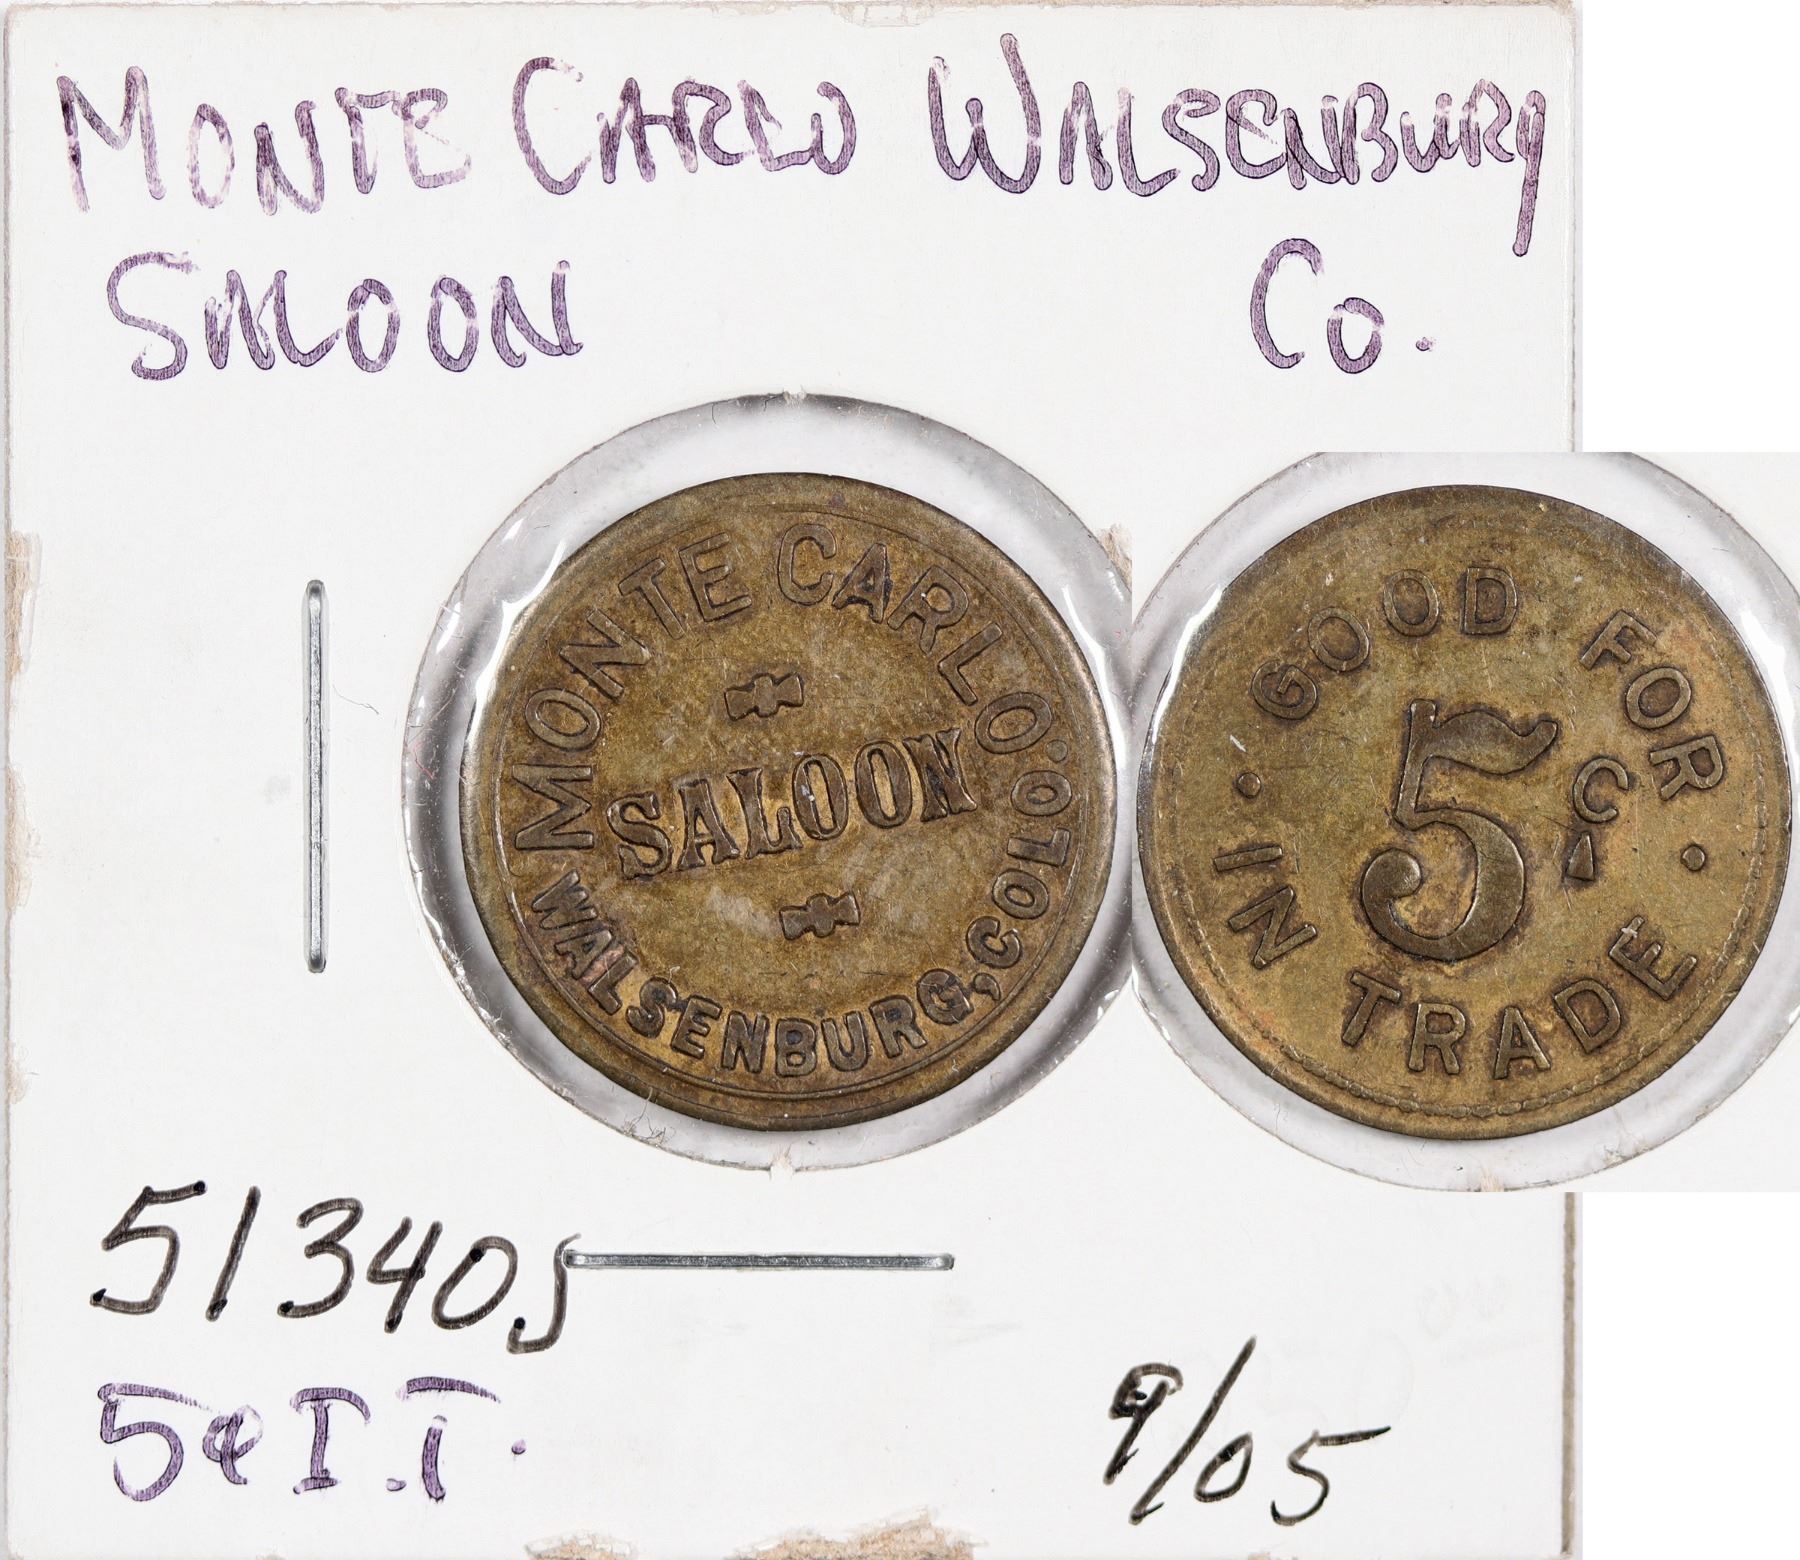 MONTE CARLO WALSENBURG
SALOON CO.
MONTE CARLO.
SALOON
WALSENBURG, COLO.
· GOOD FOR ·
5¢
IN TRADE
51340J
5¢ I.T.
9/05